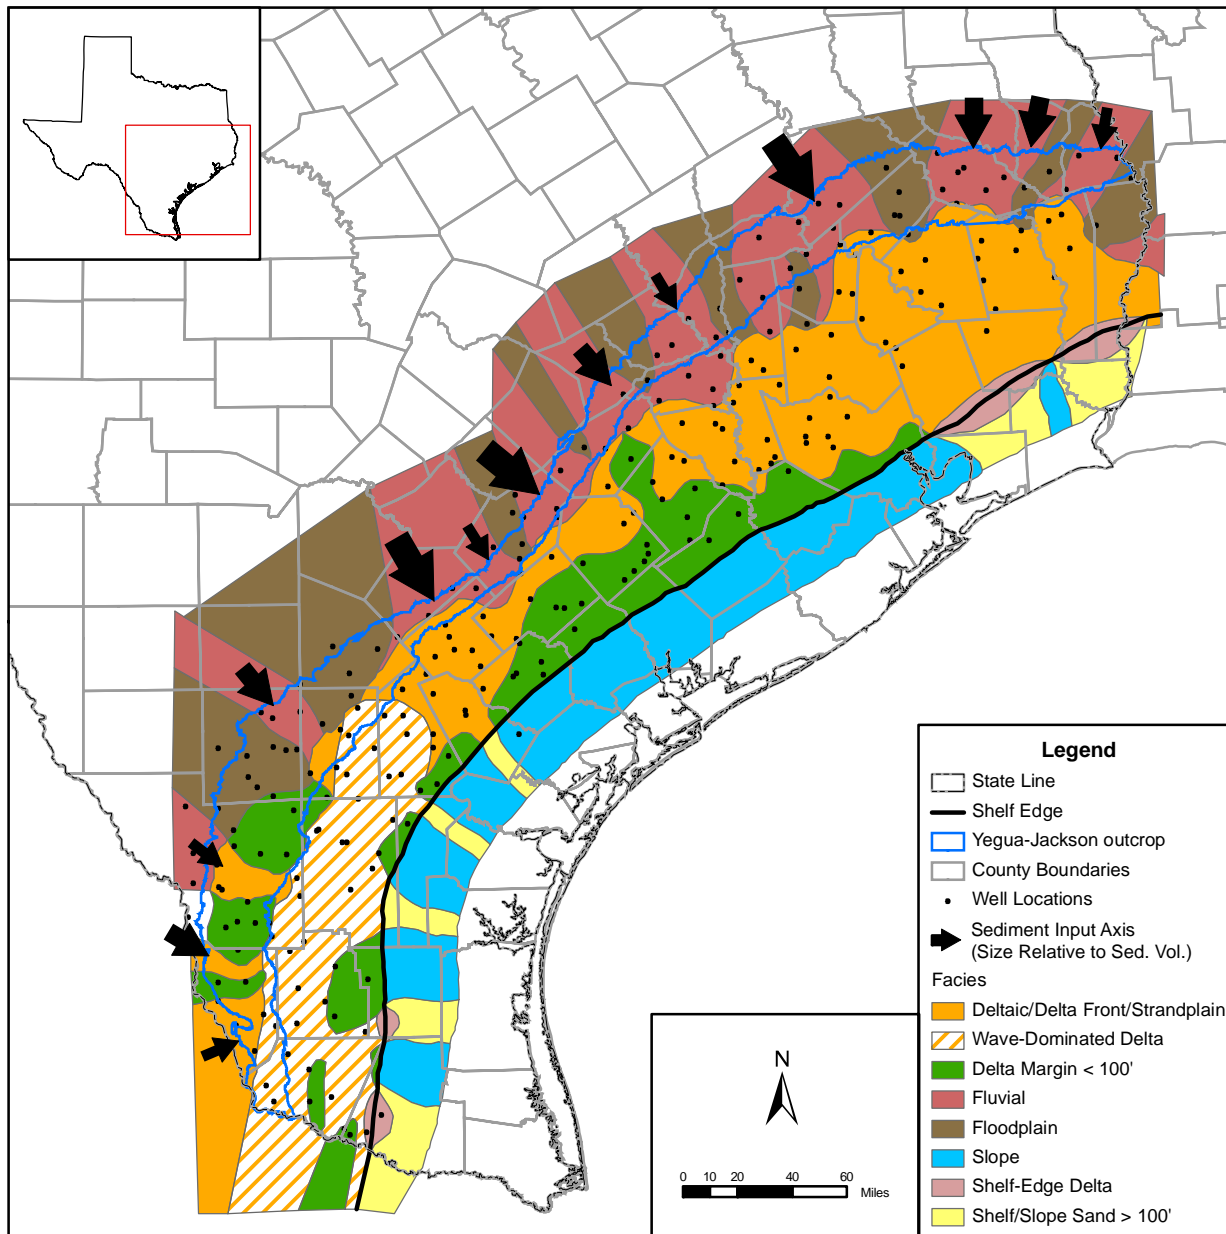 Legend
State Line
Shelf Edge
Yegua-Jackson outcrop
County Boundaries
Well Locations
Sediment Input Axis
(Size Relative to Sed. Vol.)
Facies
Deltaic/Delta Front/Strandplain
Wave-Dominated Delta
Delta Margin < 100'
Fluvial
Floodplain
Slope
Shelf-Edge Delta
Shelf/Slope Sand > 100'
N
0 10 20 40 60
Miles